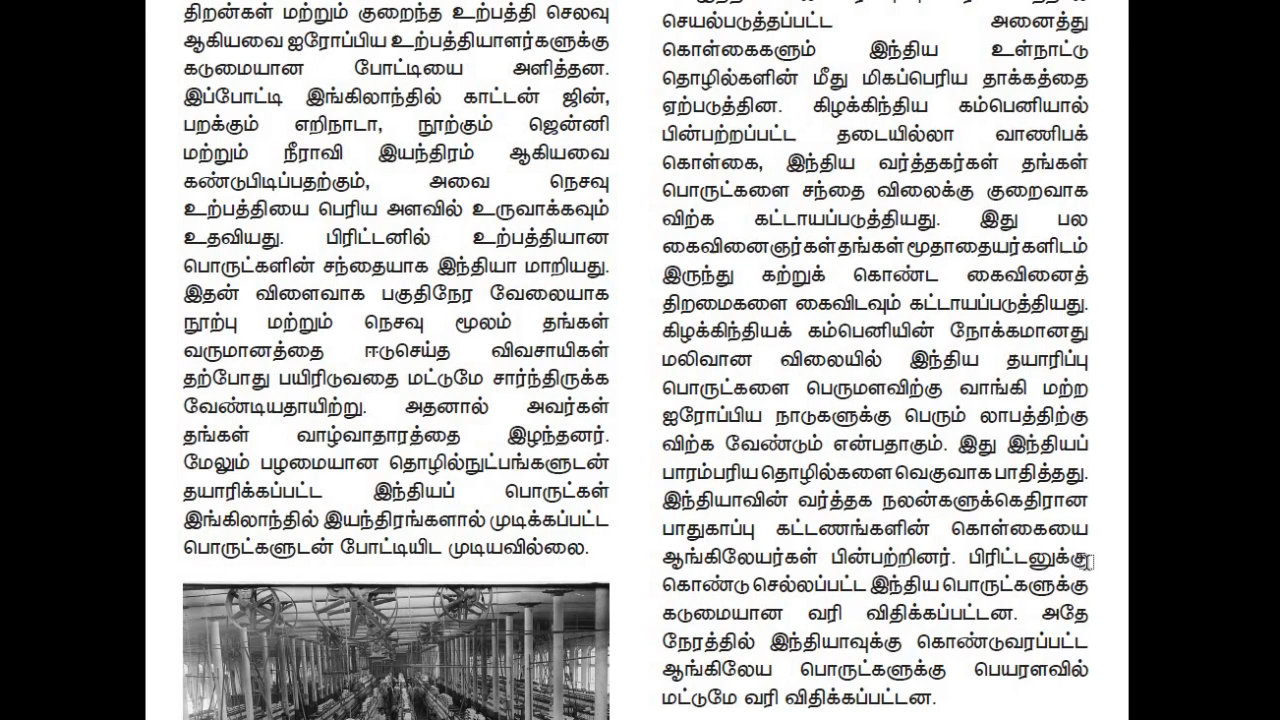 திறன்கள் மற்றும் குறைந்த உற்பத்தி செலவு
ஆகியவை ஐரோப்பிய உற்பத்தியாளர்களுக்கு
கடுமையான போட்டியை அளித்தன.
இப்போட்டி இங்கிலாந்தில் காட்டன் ஜின்,
பறக்கும் எறிநாடா, நூற்கும் ஜென்னி
மற்றும் நீராவி இயந்திரம் ஆகியவை
கண்டுபிடிப்பதற்கும், அவை நெசவு
உற்பத்தியை பெரிய அளவில் உருவாக்கவும்
உதவியது. பிரிட்டனில் உற்பத்தியான
பொருட்களின் சந்தையாக இந்தியா மாறியது.
இதன் விளைவாக பகுதிநேர வேலையாக
நூற்பு மற்றும் நெசவு மூலம் தங்கள்
வருமானத்தை ஈடுசெய்த விவசாயிகள்
தற்போது பயிரிடுவதை மட்டுமே சார்ந்திருக்க
வேண்டியதாயிற்று. அதனால் அவர்கள்
தங்கள் வாழ்வாதாரத்தை இழந்தனர்.
மேலும் பழமையான தொழில்நுட்பங்களுடன்
தயாரிக்கப்பட்ட இந்தியப் பொருட்கள்
இங்கிலாந்தில் இயந்திரங்களால் முடிக்கப்பட்ட
பொருட்களுடன் போட்டியிட முடியவில்லை.
செயல்படுத்தப்பட்ட அனைத்து
கொள்கைகளும் இந்திய உள்நாட்டு
தொழில்களின் மீது மிகப்பெரிய தாக்கத்தை
ஏற்படுத்தின. கிழக்கிந்திய கம்பெனியால்
பின்பற்றப்பட்ட தடையில்லா வாணிபக்
கொள்கை, இந்திய வர்த்தகர்கள் தங்கள்
பொருட்களை சந்தை விலைக்கு குறைவாக
விற்க கட்டாயப்படுத்தியது. இது பல
கைவினைஞர்கள் தங்கள் மூதாதையர்களிடம்
இருந்து கற்றுக் கொண்ட கைவினைத்
திறமைகளை கைவிடவும் கட்டாயப்படுத்தியது.
கிழக்கிந்தியக் கம்பெனியின் நோக்கமானது
மலிவான விலையில் இந்திய தயாரிப்பு
பொருட்களை பெருமளவிற்கு வாங்கி மற்ற
ஐரோப்பிய நாடுகளுக்கு பெரும் லாபத்திற்கு
விற்க வேண்டும் என்பதாகும். இது இந்தியப்
பாரம்பரிய தொழில்களை வெகுவாக பாதித்தது.
இந்தியாவின் வர்த்தக நலன்களுக்கெதிரான
பாதுகாப்பு கட்டணங்களின் கொள்கையை
ஆங்கிலேயர்கள் பின்பற்றினர். பிரிட்டனுக்கு
கொண்டு செல்லப்பட்ட இந்திய பொருட்களுக்கு
கடுமையான வரி விதிக்கப்பட்டன. அதே
நேரத்தில் இந்தியாவுக்கு கொண்டுவரப்பட்ட
ஆங்கிலேய பொருட்களுக்கு பெயரளவில்
மட்டுமே வரி விதிக்கப்பட்டன.